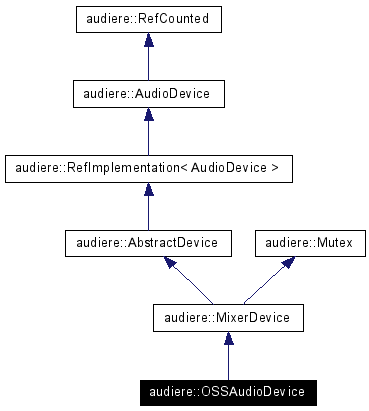 audiere::RefCounted
audiere::AudioDevice
audiere::RefImplementation< AudioDevice >
audiere::AbstractDevice
audiere::Mutex
audiere::MixerDevice
audiere::OSSAudioDevice